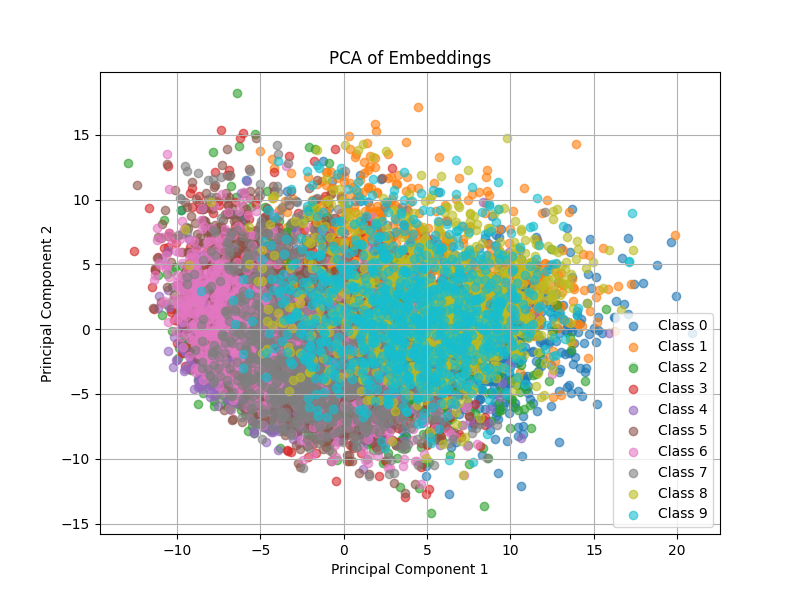 PCA of Embeddings
Principal Component 2
15
10
5
0
−5
−10
−15
−10
−5
0
5
10
15
20
Principal Component 1
Class 0
Class 1
Class 2
Class 3
Class 4
Class 5
Class 6
Class 7
Class 8
Class 9